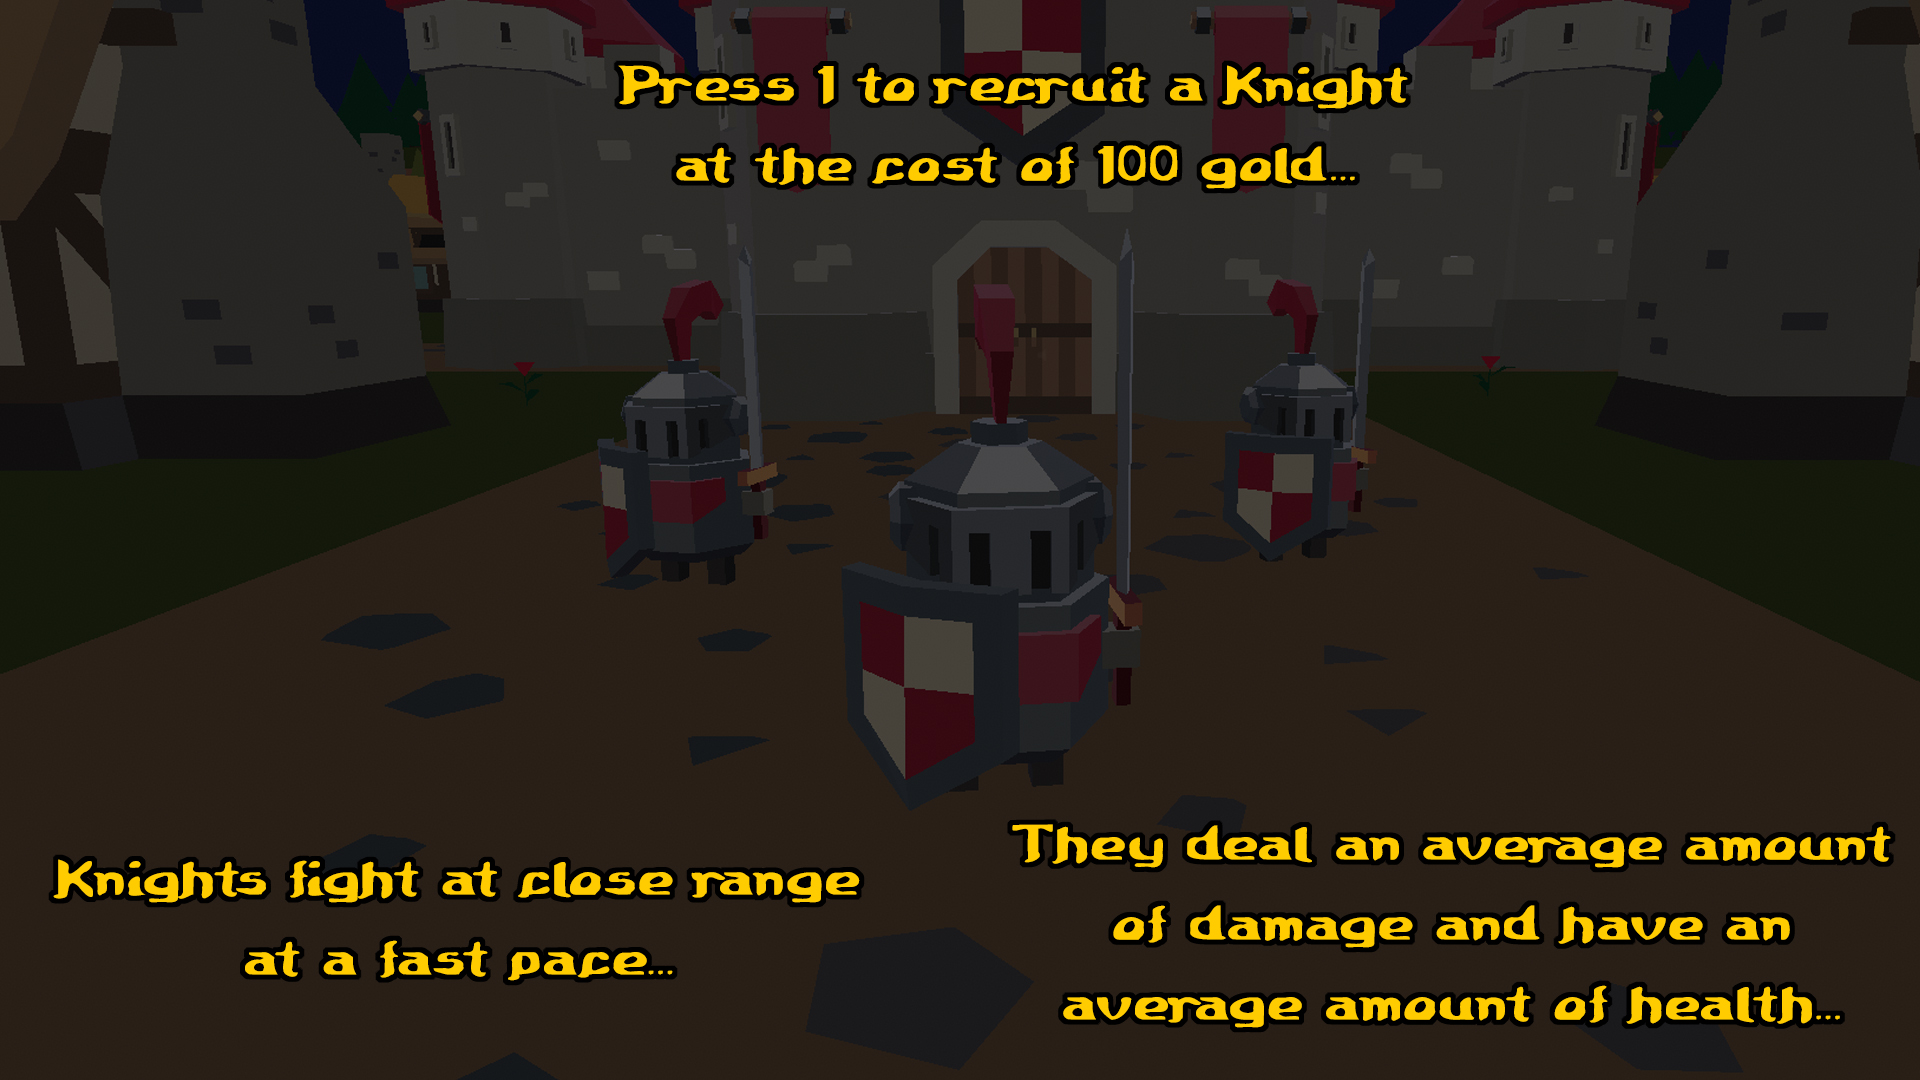 Press 1 to recruit a Knight
at the cost of 100 gold...
Knights fight at close range
at a fast pace...
They deal an average amount
of damage and have an
average amount of health...